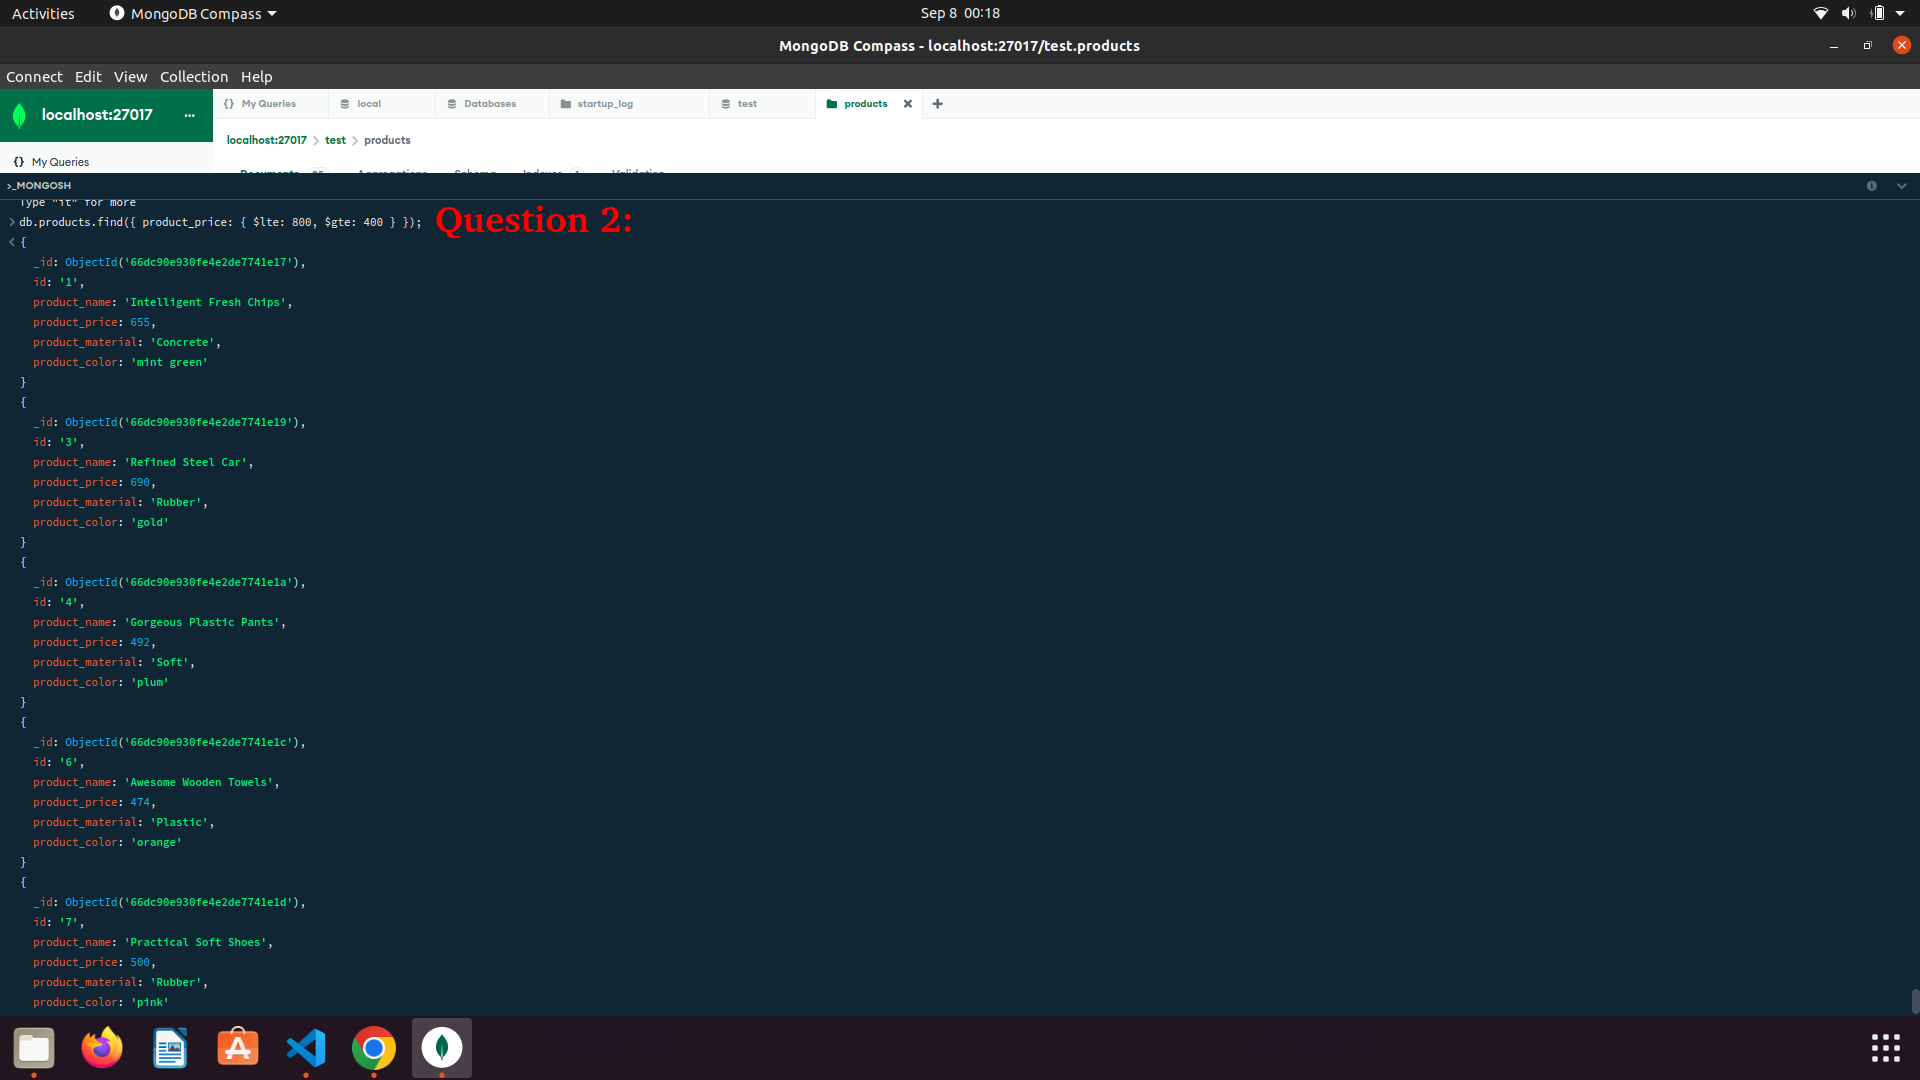 Activities
MongoDB Compass
Sep 8 00:18
MongoDB Compass - localhost:27017/test.products
Connect Edit View Collection Help
localhost:27017 ...
{} My Queries
local
Databases
startup_log
test
products
localhost:27017 > test > products
{} My Queries
Documents Aggregations Schema Indexes 1 Validation
>_MONGOSH
Type "it" for more
> db.products.find({ product_price: { $lte: 800, $gte: 400 } });
Question 2:
< {
_id: ObjectId('66dc90e930fe4e2de7741e17'),
id: '1',
product_name: 'Intelligent Fresh Chips',
product_price: 655,
product_material: 'Concrete',
product_color: 'mint green'
}
{
_id: ObjectId('66dc90e930fe4e2de7741e19'),
id: '3',
product_name: 'Refined Steel Car',
product_price: 690,
product_material: 'Rubber',
product_color: 'gold'
}
{
_id: ObjectId('66dc90e930fe4e2de7741e1a'),
id: '4',
product_name: 'Gorgeous Plastic Pants',
product_price: 492,
product_material: 'Soft',
product_color: 'plum'
}
{
_id: ObjectId('66dc90e930fe4e2de7741e1c'),
id: '6',
product_name: 'Awesome Wooden Towels',
product_price: 474,
product_material: 'Plastic',
product_color: 'orange'
}
{
_id: ObjectId('66dc90e930fe4e2de7741e1d'),
id: '7',
product_name: 'Practical Soft Shoes',
product_price: 500,
product_material: 'Rubber',
product_color: 'pink'